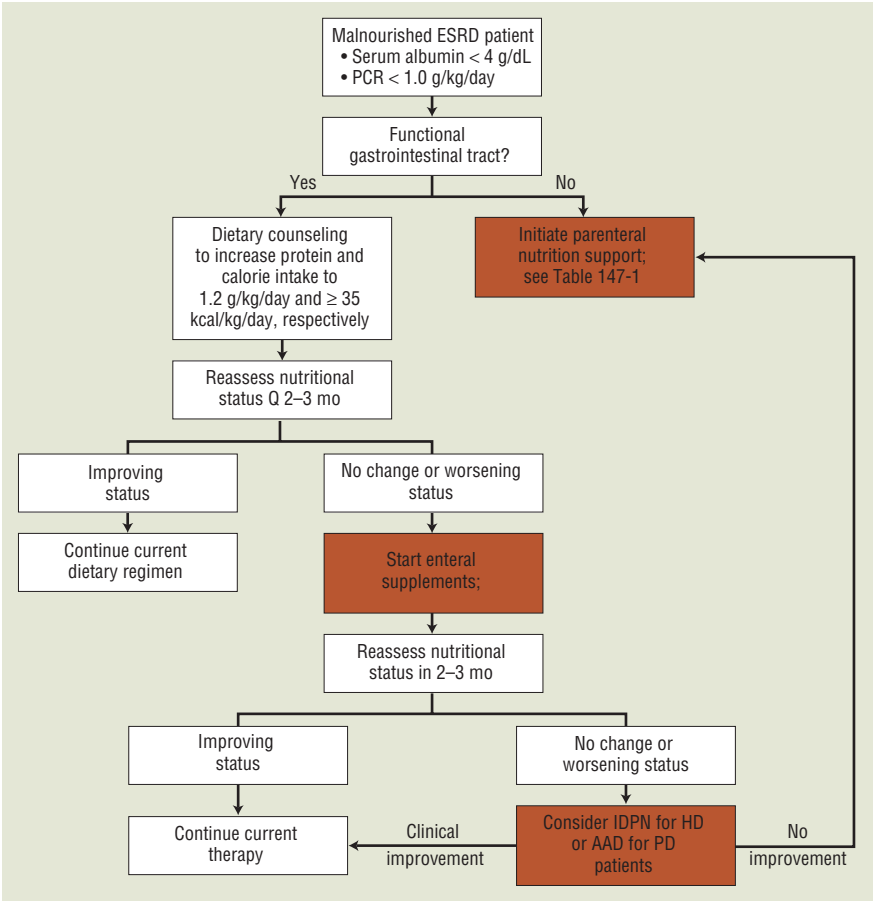 Malnourished ESRD patient
• Serum albumin < 4 g/dL
• PCR < 1.0 g/kg/day
Functional
gastrointestinal tract?
Yes
No
Dietary counseling
to increase protein and
calorie intake to
1.2 g/kg/day and ≥ 35
kcal/kg/day, respectively
Initiate parenteral
nutrition support;
see Table 147-1
Reassess nutritional
status Q 2–3 mo
Improving
status
No change or worsening
status
Continue current
dietary regimen
Start enteral
supplements;
Reassess nutritional
status in 2–3 mo
Improving
status
No change or
worsening status
Continue current
therapy
Clinical
improvement
Consider IDPN for HD
or AAD for PD
patients
No
improvement